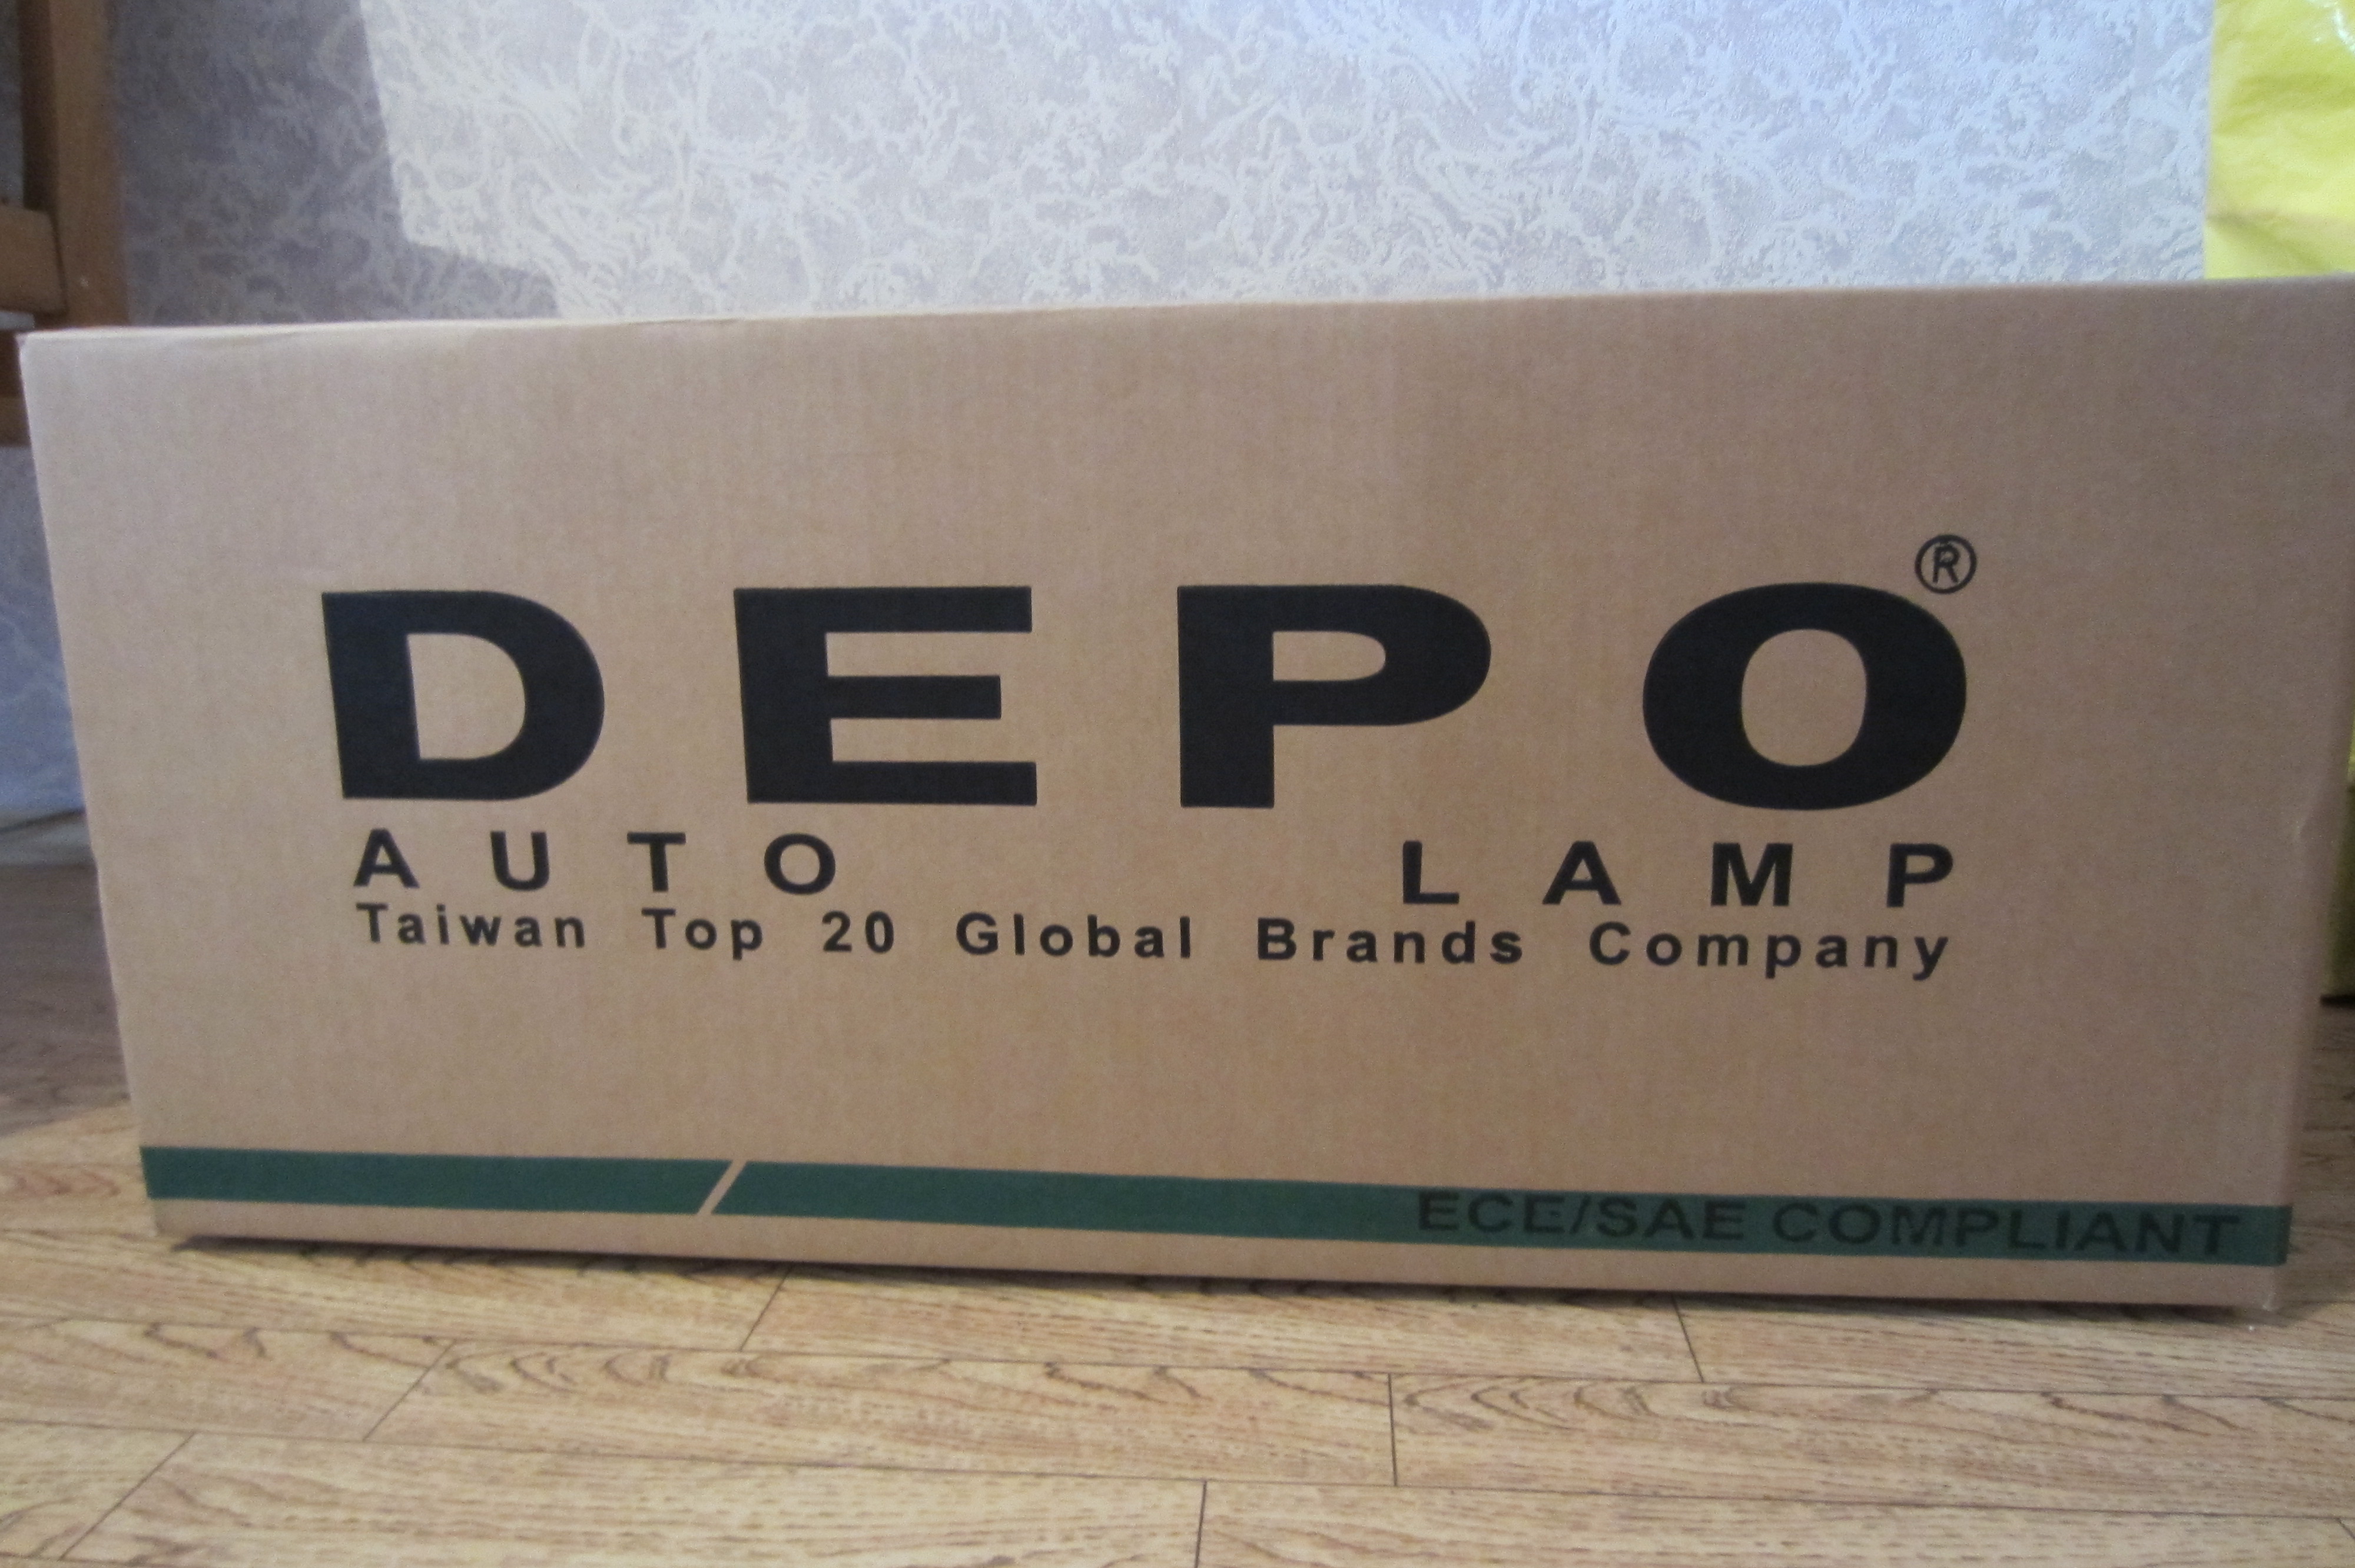 DEPO®
AUTO LAMP
Taiwan Top 20 Global Brands Company
ECE/SAE COMPLIANT